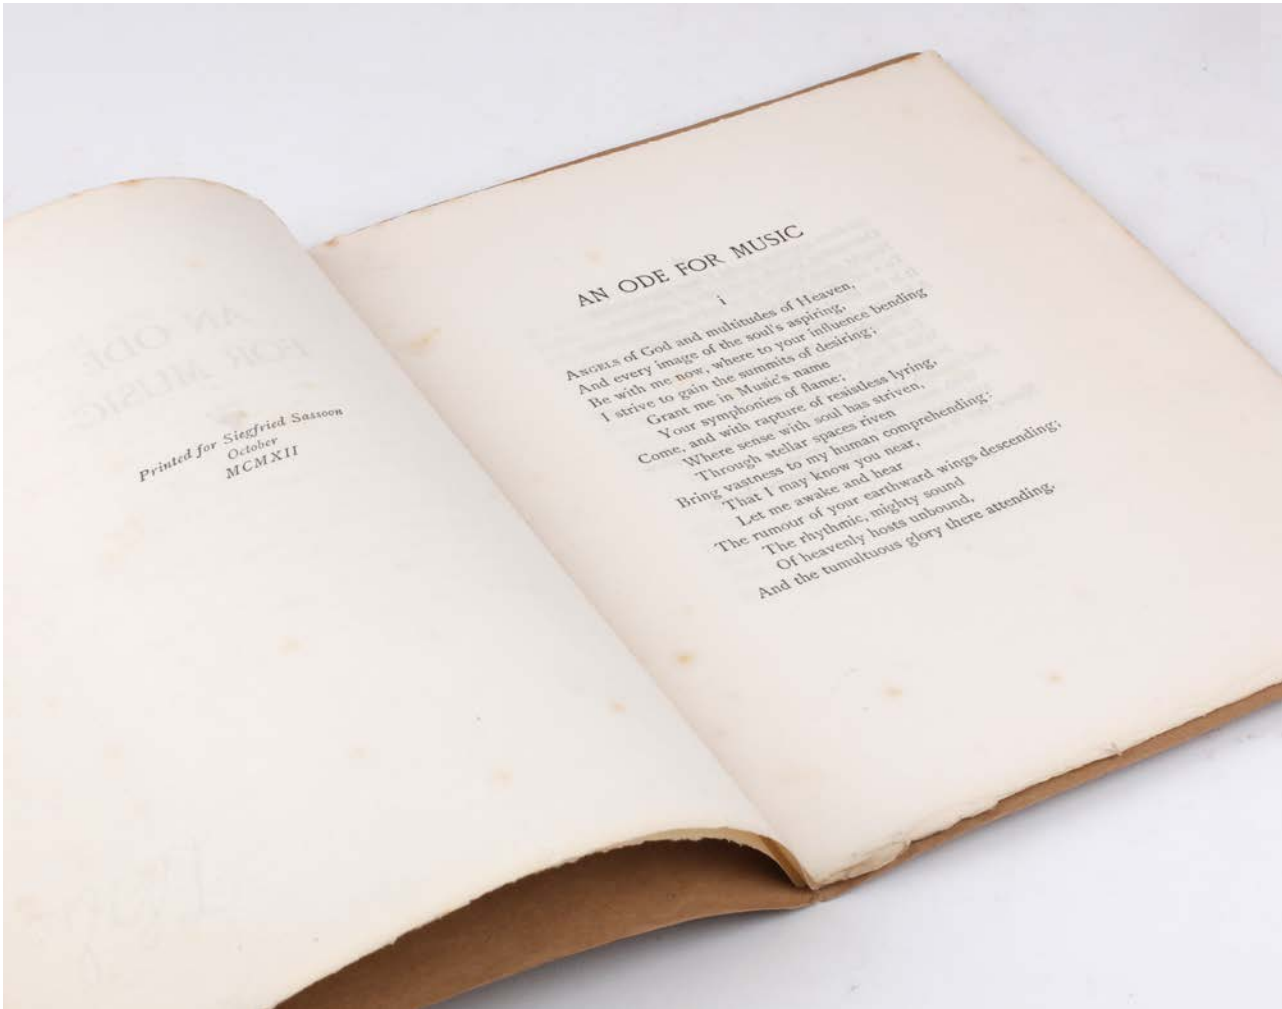 Printed for Siegfried Sassoon
October
MCMXII
AN ODE FOR MUSIC
i
ANGELS of God and multitudes of Heaven,
And every image of the soul's aspiring,
Be with me now, where to your influence bending
I strive to gain the summits of desiring;
Grant me in Music's name
Your symphonies of flame;
Come, and with rapture of resistless lyring,
Where sense with soul has striven,
Through stellar spaces riven
Bring vastness to my human comprehending:
That I may know you near,
Let me awake and hear
The rumour of your earthward wings descending;
The rhythmic, mighty sound
Of heavenly hosts unbound,
And the tumultuous glory there attending.
AN ODE
FOR MUSIC